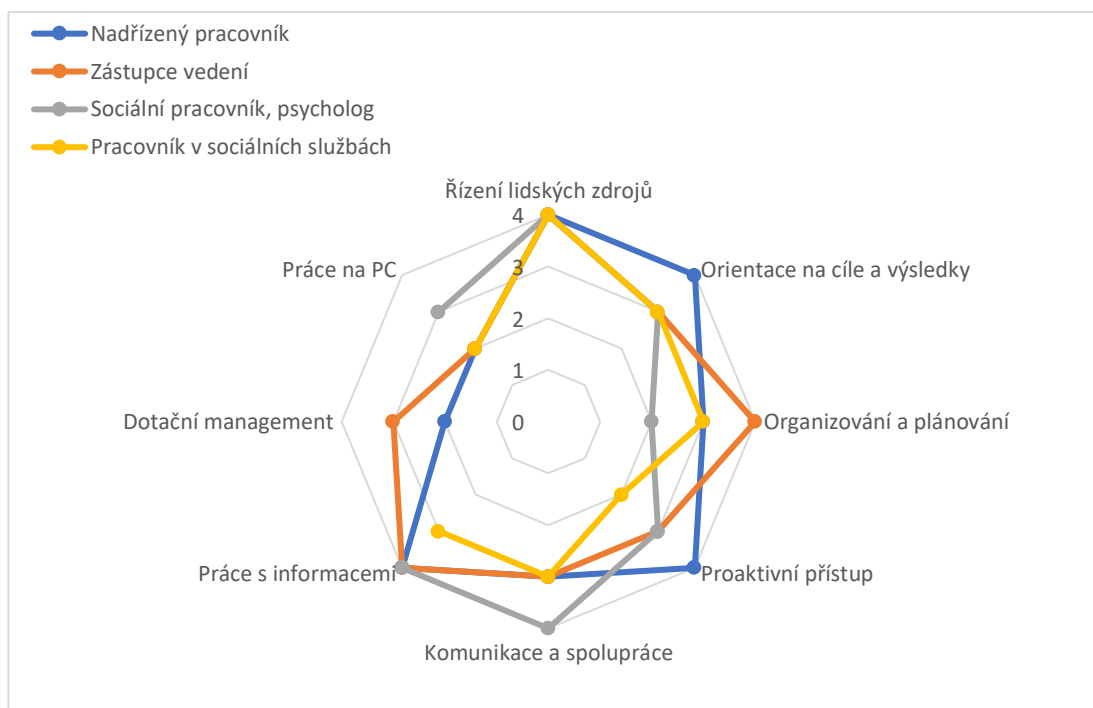 Nadřízený pracovník
Zástupce vedení
Sociální pracovník, psycholog
Pracovník v sociálních službách
Řízení lidských zdrojů
4
Práce na PC
3
Orientace na cíle a výsledky
2
1
Dotační management
0
Organizování a plánování
Práce s informacemi
Proaktivní přístup
Komunikace a spolupráce